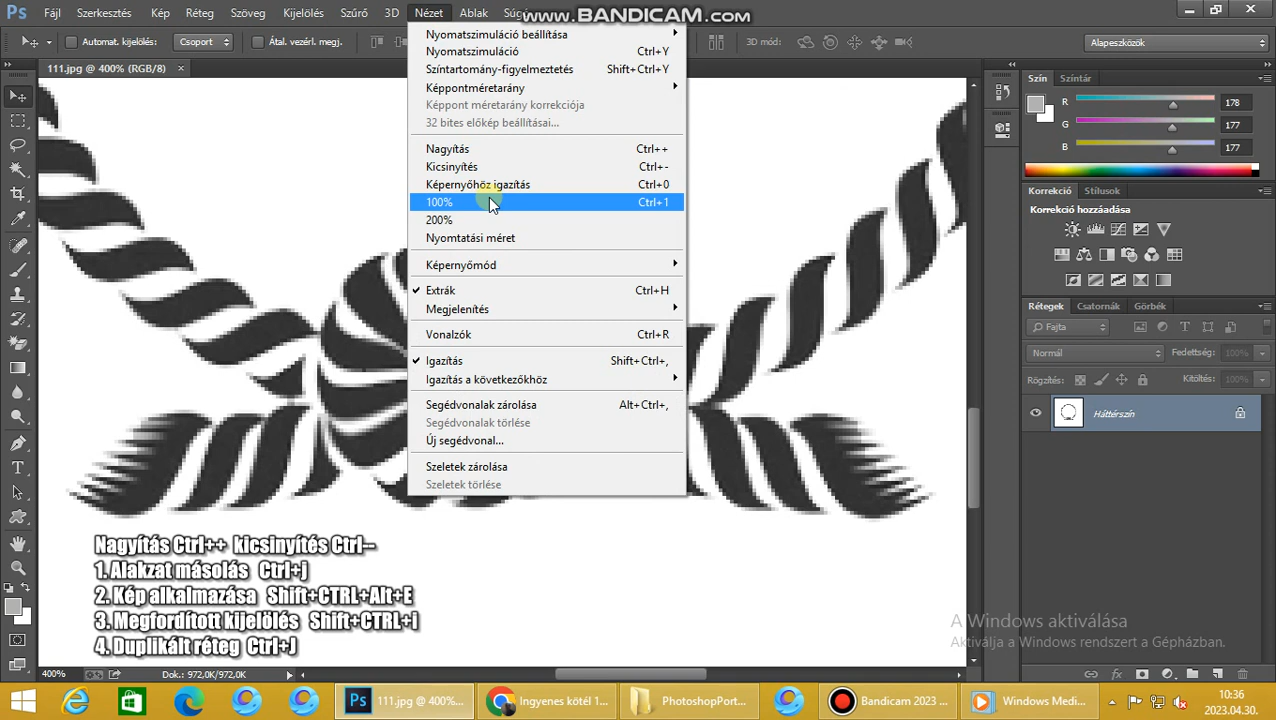 Ps Fájl Kép Réteg Szöveg Kijelölés Szűrő 3D Nézet Ablak
www.BANDICAM.com
Automat. kijelölés: Csoport Átal. vezérl. megj. 3D mód: Alapeszközök
111.jpg @ 400% (RGB/8) ×
Nyomatszimuláció beállítása
Nyomatszimuláció Ctrl+Y
Színtartomány-figyelmeztetés Shift+Ctrl+Y
Képpontméretarány
Képpont méretarány korrekciója
32 bites előkép beállításai...
Nagyítás Ctrl++
Kicsinyítés Ctrl+-
Képernyőhöz igazítás Ctrl+0
100% Ctrl+1
200%
Nyomtatási méret
Képernyőmód
Extrák Ctrl+H
Megjelenítés
Vonalzók Ctrl+R
Igazítás Shift+Ctrl+,
Igazítás a következőkhöz
Segédvonalak zárolása Alt+Ctrl+,
Segédvonalak törlése
Új segédvonal...
Szeletek zárolása
Szeletek törlése
Szín Színtár
R 178
G 177
B 177
Korrekció Stílusok
Korrekció hozzáadása
Rétegek Csatornák Görbék
Fajta
Normál Fedettség: 100%
Rögzítés: Kitöltés: 100%
Háttérszín
Nagyítás Ctrl++ kicsinyítés Ctrl--
1. Alakzat másolás Ctrl+j
2. Kép alkalmazása Shift+CTRL+Alt+E
3. Megfordított kijelölés Shift+CTRL+i
4. Duplikált réteg Ctrl+J
A Windows aktiválása
Aktiválja a Windows rendszert a Gépházban.
400% Dok.: 972,0K/972,0K
Ps 111.jpg @ 400%... Ingyenes kötél 1... PhotoshopPort... Bandicam 2023 ... Windows Medi...
10:36
2023.04.30.